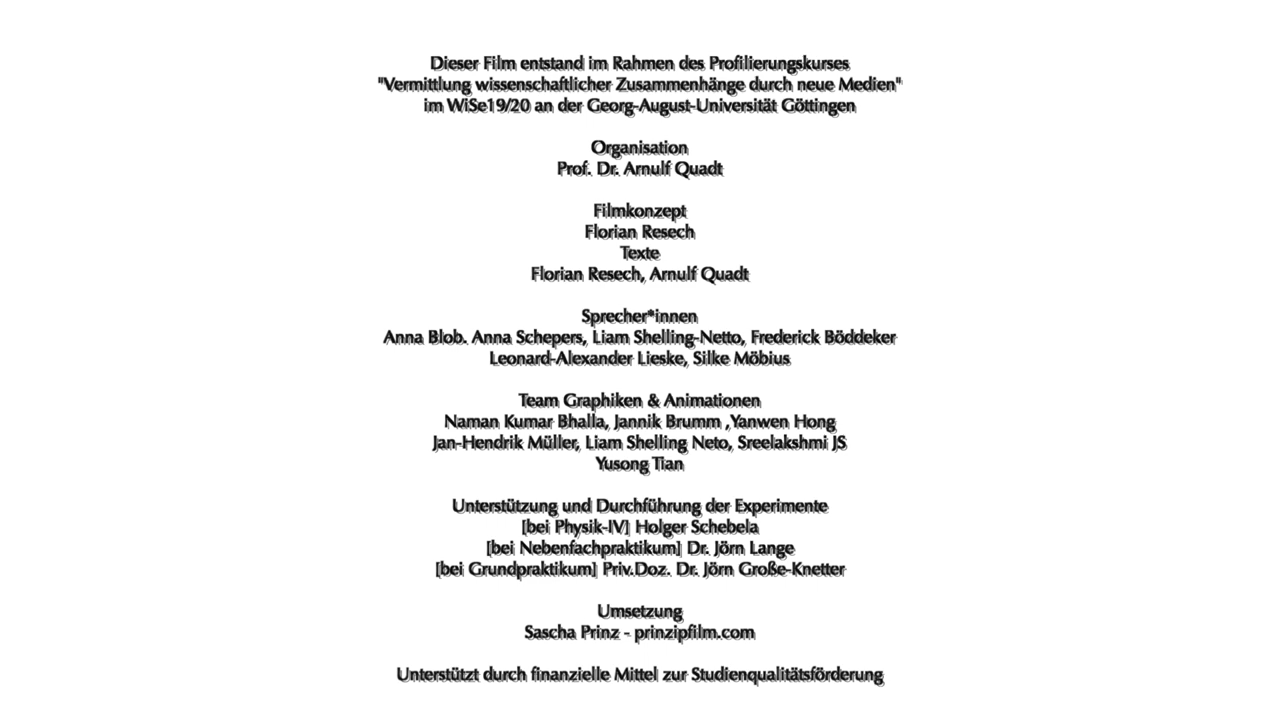 Dieser Film entstand im Rahmen des Profilierungskurses
"Vermittlung wissenschaftlicher Zusammenhänge durch neue Medien"
im WiSe19/20 an der Georg-August-Universität Göttingen
Organisation
Prof. Dr. Arnulf Quadt
Filmkonzept
Florian Resech
Texte
Florian Resech, Arnulf Quadt
Sprecher*innen
Anna Blob. Anna Schepers, Liam Shelling-Netto, Frederick Böddeker
Leonard-Alexander Lieske, Silke Möbius
Team Graphiken & Animationen
Naman Kumar Bhalla, Jannik Brumm ,Yanwen Hong
Jan-Hendrik Müller, Liam Shelling Neto, Sreelakshmi JS
Yusong Tian
Unterstützung und Durchführung der Experimente
[bei Physik-IV] Holger Schebela
[bei Nebenfachpraktikum] Dr. Jörn Lange
[bei Grundpraktikum] Priv.Doz. Dr. Jörn Große-Knetter
Umsetzung
Sascha Prinz - prinzipfilm.com
Unterstützt durch finanzielle Mittel zur Studienqualitätsförderung